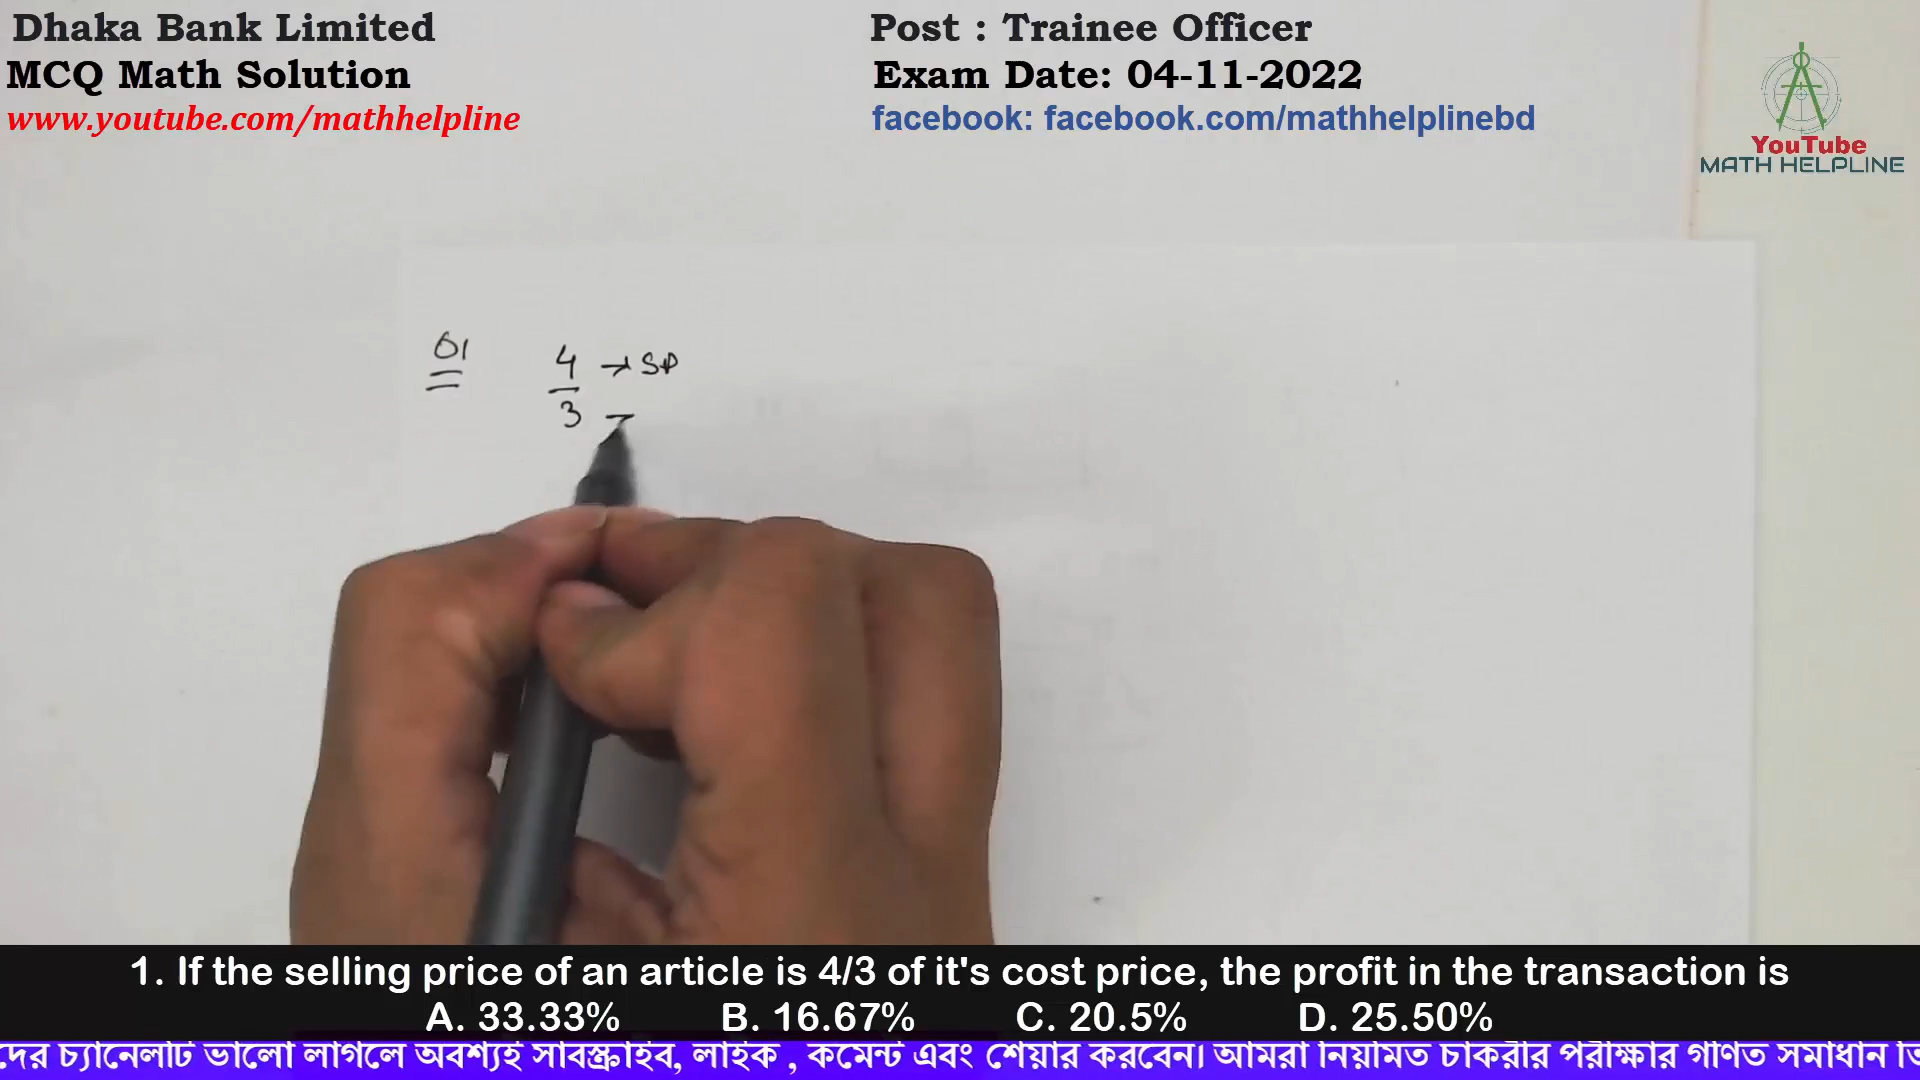 Dhaka Bank Limited
Post : Trainee Officer
MCQ Math Solution
Exam Date: 04-11-2022
www.youtube.com/mathhelpline
facebook: facebook.com/mathhelplinebd
YouTube
MATH HELPLINE
01
4 → SP
3
1. If the selling price of an article is 4/3 of it's cost price, the profit in the transaction is
A. 33.33% B. 16.67% C. 20.5% D. 25.50%
চ্যানেলটি ভালো লাগলে অবশ্যই সাবস্ক্রাইব, লাইক , কমেন্ট এবং শেয়ার করবেন। আমরা নিয়মিত চাকরীর পরীক্ষার গণিত সমাধান